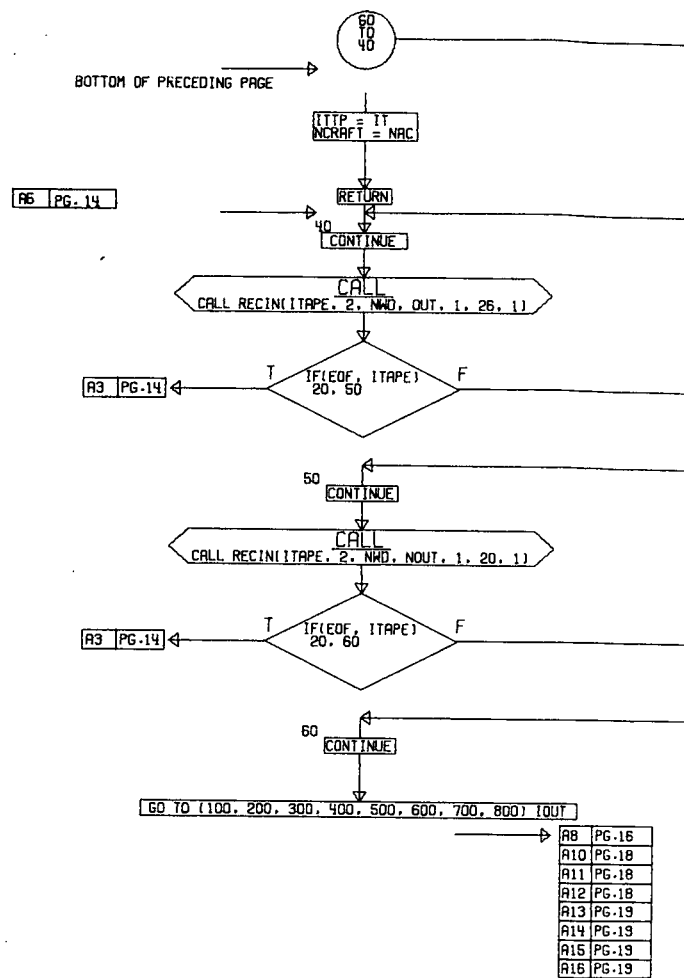 GO
TO
40
BOTTOM OF PRECEDING PAGE
ITTP = IT
NCRAFT = NAC
RETURN
A6 PG.14
40
CONTINUE
CALL
CALL RECIN(ITAPE, 2, NWD, OUT, 1, 26, 1)
T IF(EOF, ITAPE) F
20, 50
A3 PG.14
50
CONTINUE
CALL
CALL RECIN(ITAPE, 2, NWD, NOUT, 1, 20, 1)
T IF(EOF, ITAPE) F
20, 60
A3 PG.14
60
CONTINUE
GO TO (100, 200, 300, 400, 500, 600, 700, 800) IOUT
A8 PG.16
A10 PG.18
A11 PG.18
A12 PG.18
A13 PG.19
A14 PG.19
A15 PG.19
A16 PG.19